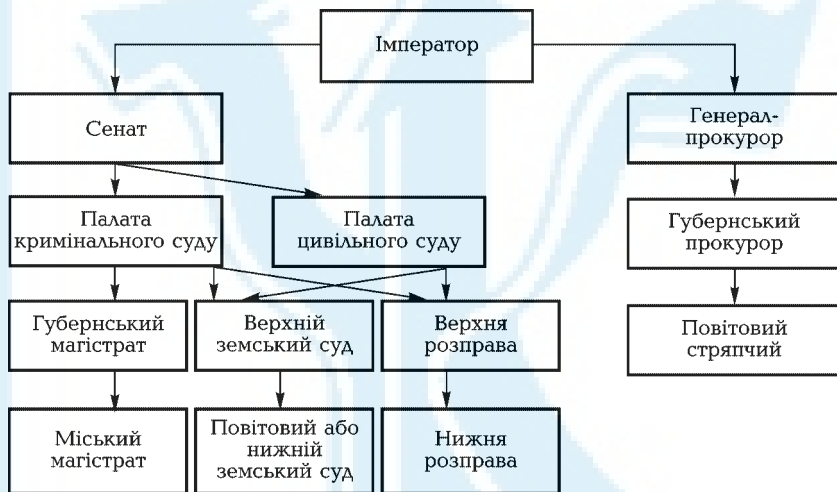 Імператор
Сенат
Генерал-
прокурор
Палата
кримінального суду
Палата
цивільного суду
Губернський
прокурор
Губернський
магістрат
Верхній
земський суд
Верхня
розправа
Повітовий
стряпчий
Міський
магістрат
Повітовий або
нижній
земський суд
Нижня
розправа